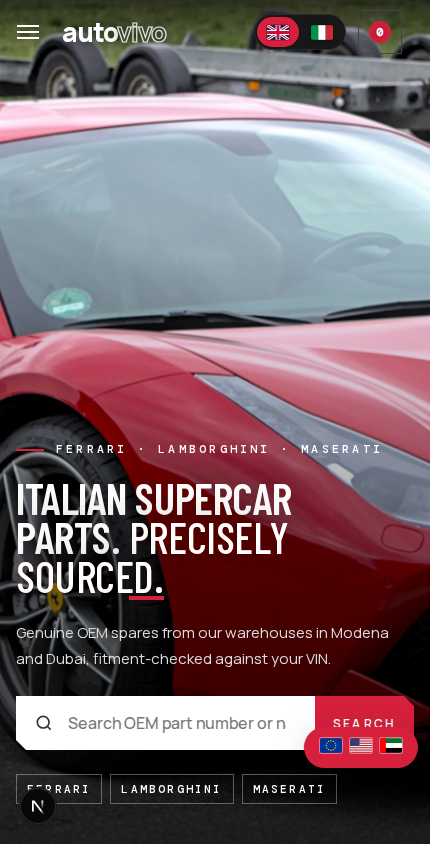 autovivo
0
FERRARI · LAMBORGHINI · MASERATI
ITALIAN SUPERCAR
PARTS. PRECISELY
SOURCED.
Genuine OEM spares from our warehouses in Modena
and Dubai, fitment-checked against your VIN.
Search OEM part number or n
SEARCH
FERRARI LAMBORGHINI MASERATI
N